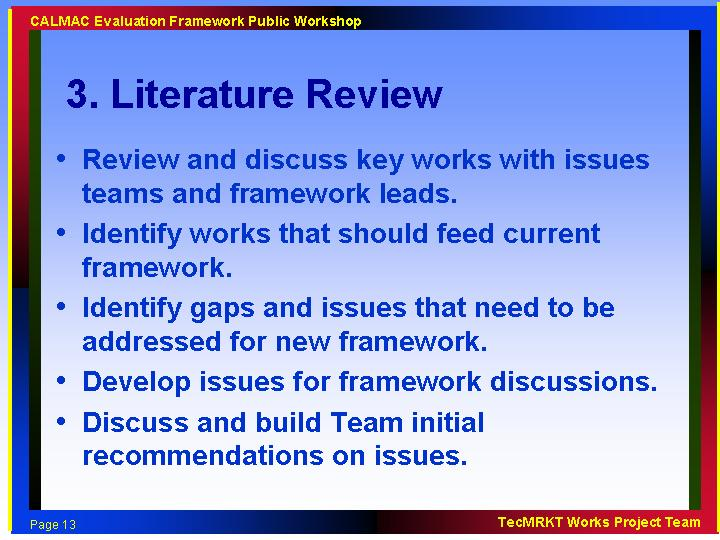 CALMAC Evaluation Framework Public Workshop
3. Literature Review
• Review and discuss key works with issues
teams and framework leads.
• Identify works that should feed current
framework.
• Identify gaps and issues that need to be
addressed for new framework.
• Develop issues for framework discussions.
• Discuss and build Team initial
recommendations on issues.
Page 13
TecMRKT Works Project Team